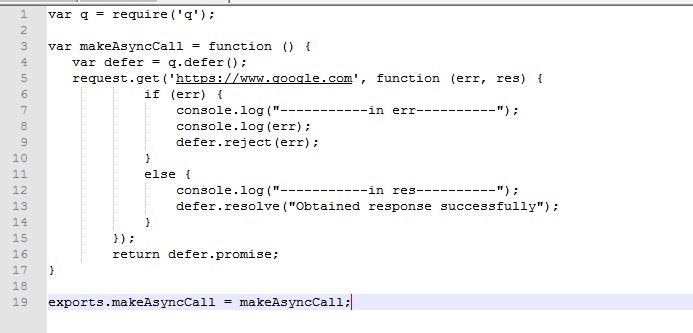 1 var q = require('q');
2
3 var makeAsyncCall = function () {
4    var defer = q.defer();
5    request.get('https://www.google.com', function (err, res) {
6             if (err) {
7                 console.log("-----------in err----------");
8                 console.log(err);
9                 defer.reject(err);
10             }
11             else {
12                 console.log("-----------in res----------");
13                 defer.resolve("Obtained response successfully");
14             }
15         });
16         return defer.promise;
17 }
18
19 exports.makeAsyncCall = makeAsyncCall;